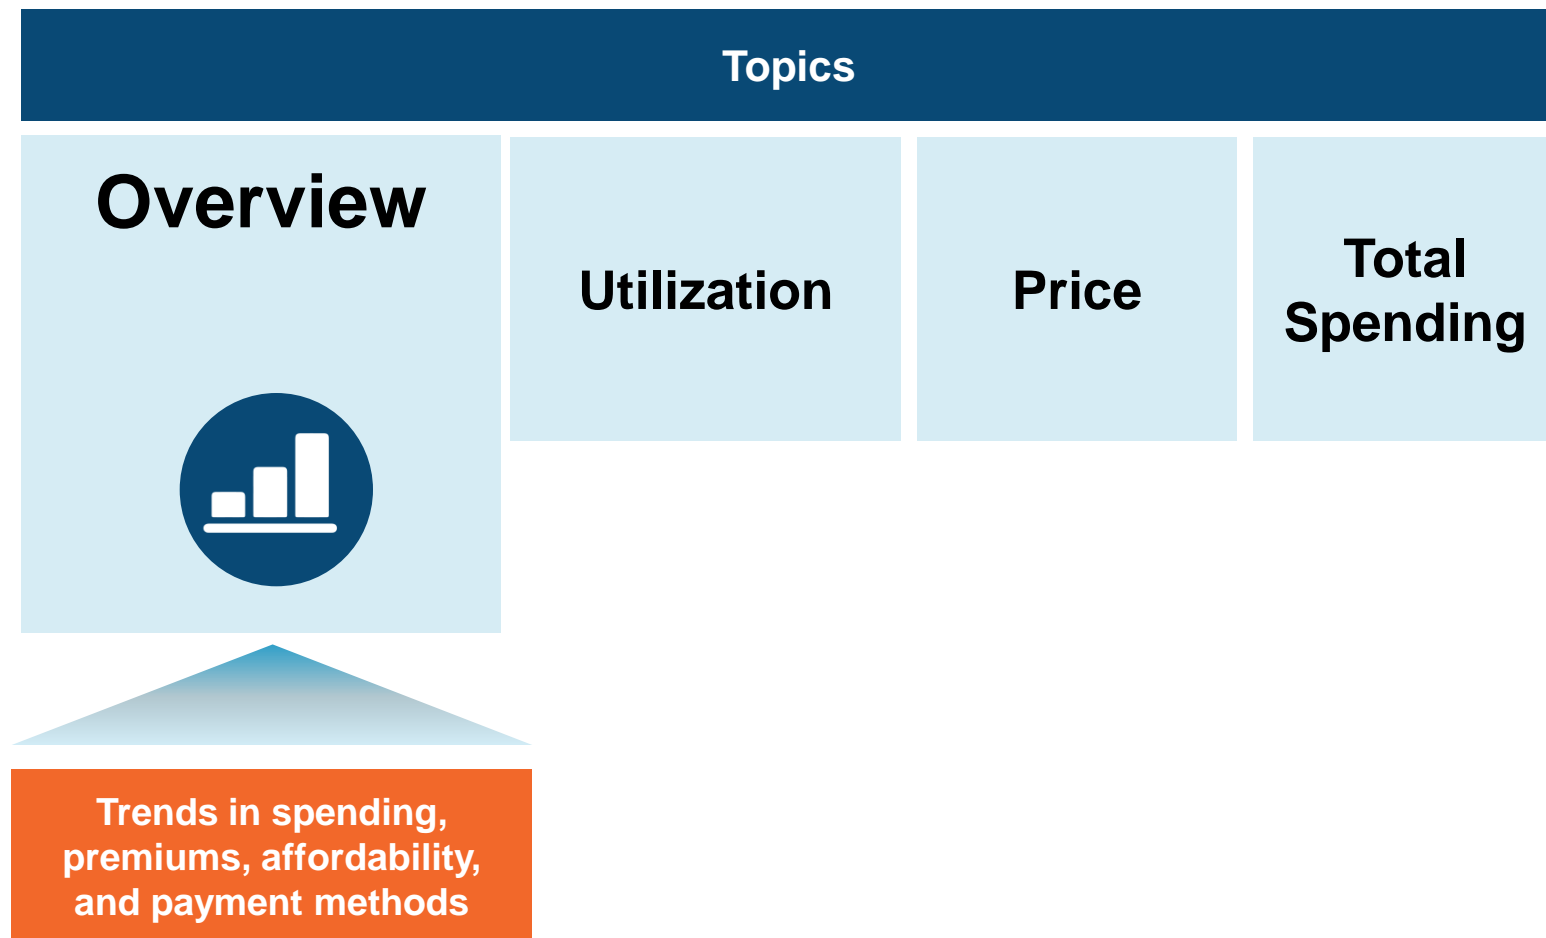 Topics
Overview
Utilization
Price
Total
Spending
Trends in spending,
premiums, affordability,
and payment methods